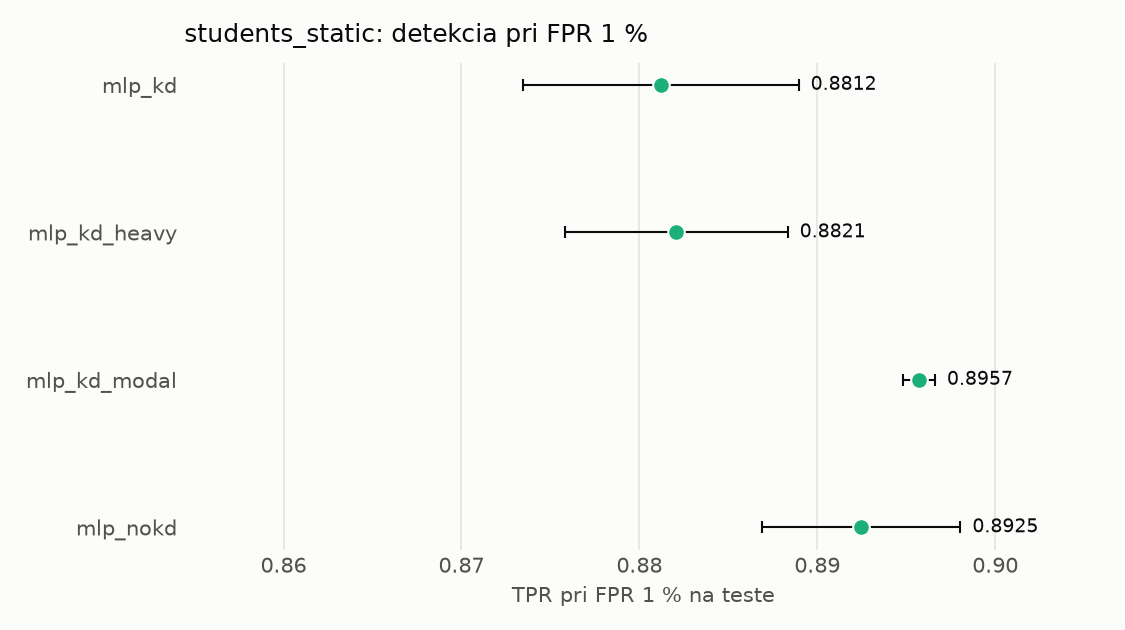 students_static: detekcia pri FPR 1 %
mlp_kd
0.8812
mlp_kd_heavy
0.8821
mlp_kd_modal
0.8957
mlp_nokd
0.8925
0.86
0.87
0.88
0.89
0.90
TPR pri FPR 1 % na teste